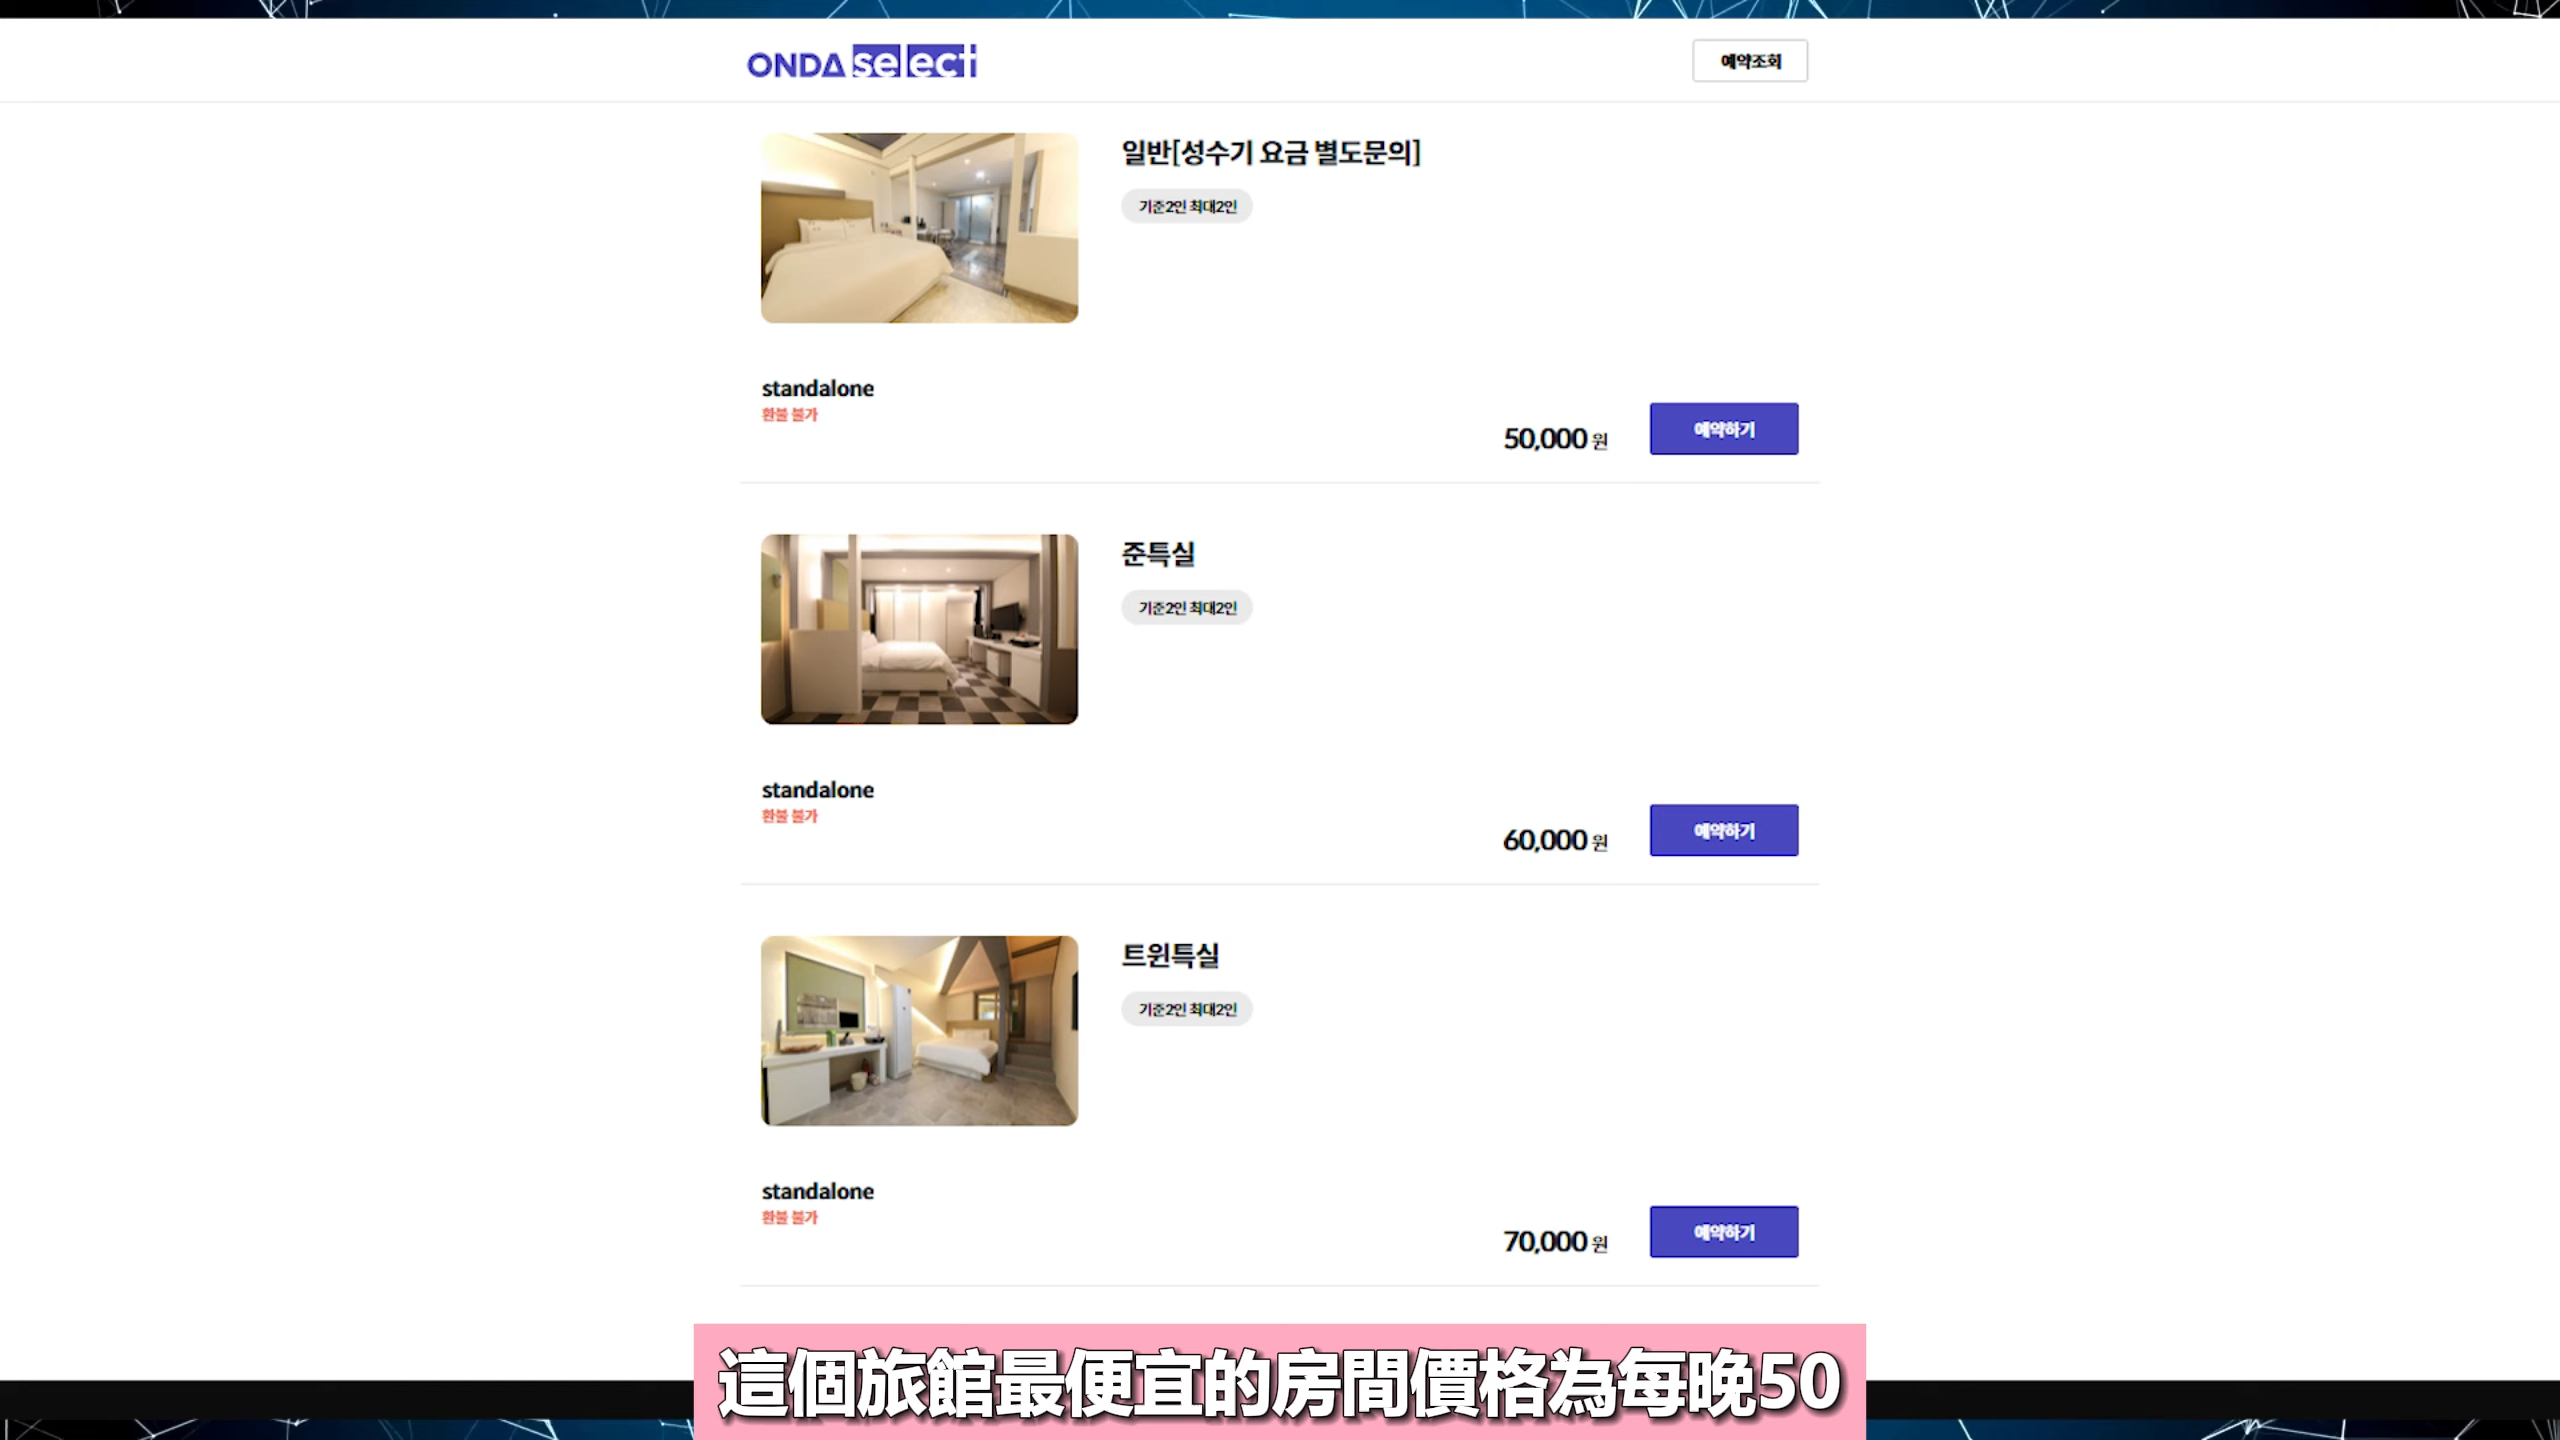 ONDA select
예약조회
일반[성수기 요금 별도문의]
기준2인 최대2인
standalone
환불 불가
50,000 원
예약하기
준특실
기준2인 최대2인
standalone
환불 불가
60,000 원
예약하기
트윈특실
기준2인 최대2인
standalone
환불 불가
70,000 원
예약하기
這個旅館最便宜的房間價格為每晚50